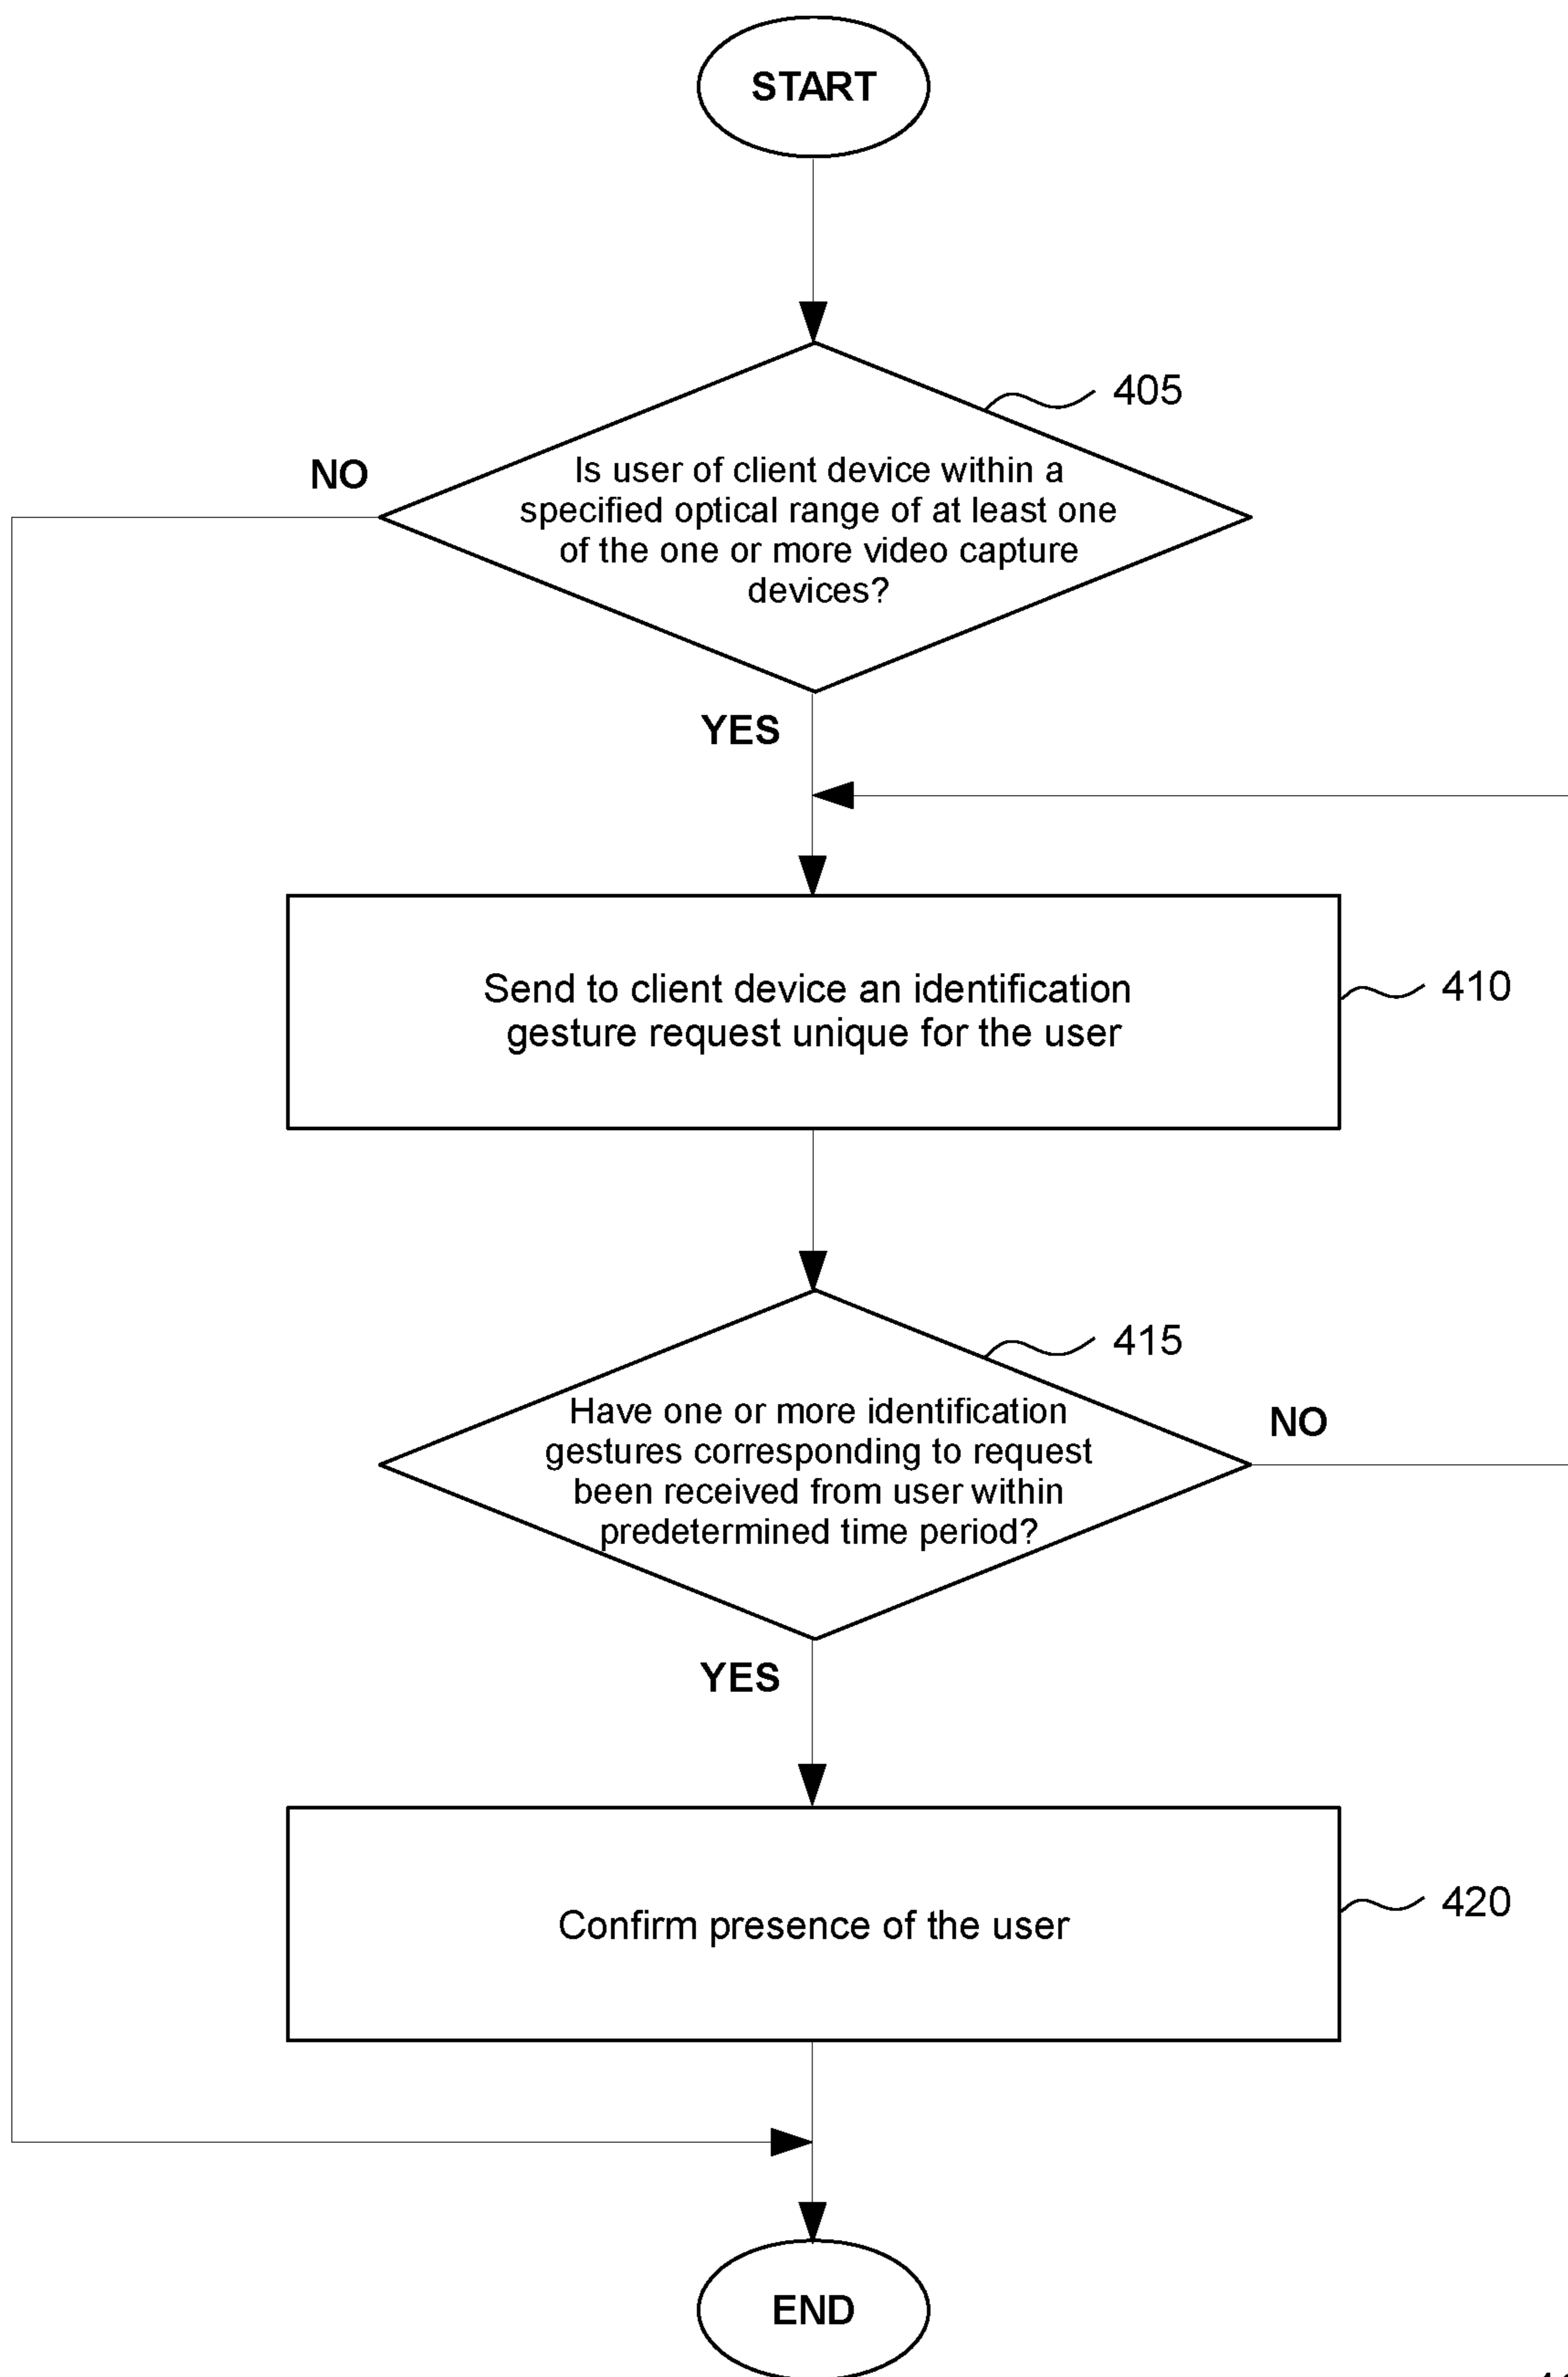 START
405
NO
Is user of client device within a
specified optical range of at least one
of the one or more video capture
devices?
YES
Send to client device an identification
gesture request unique for the user
410
415
Have one or more identification
gestures corresponding to request
been received from user within
predetermined time period?
NO
YES
Confirm presence of the user
420
END